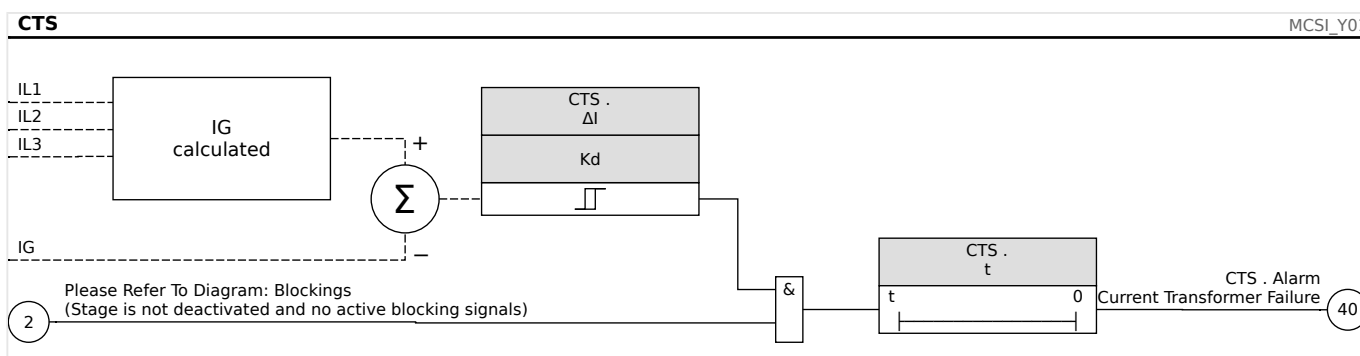 CTS
MCSI_Y01
IL1
IL2
IL3
IG
calculated
+
Σ
−
CTS .
ΔI
Kd
IG
Please Refer To Diagram: Blockings
(Stage is not deactivated and no active blocking signals)
2
&
CTS .
t
t 0
CTS . Alarm
Current Transformer Failure
40